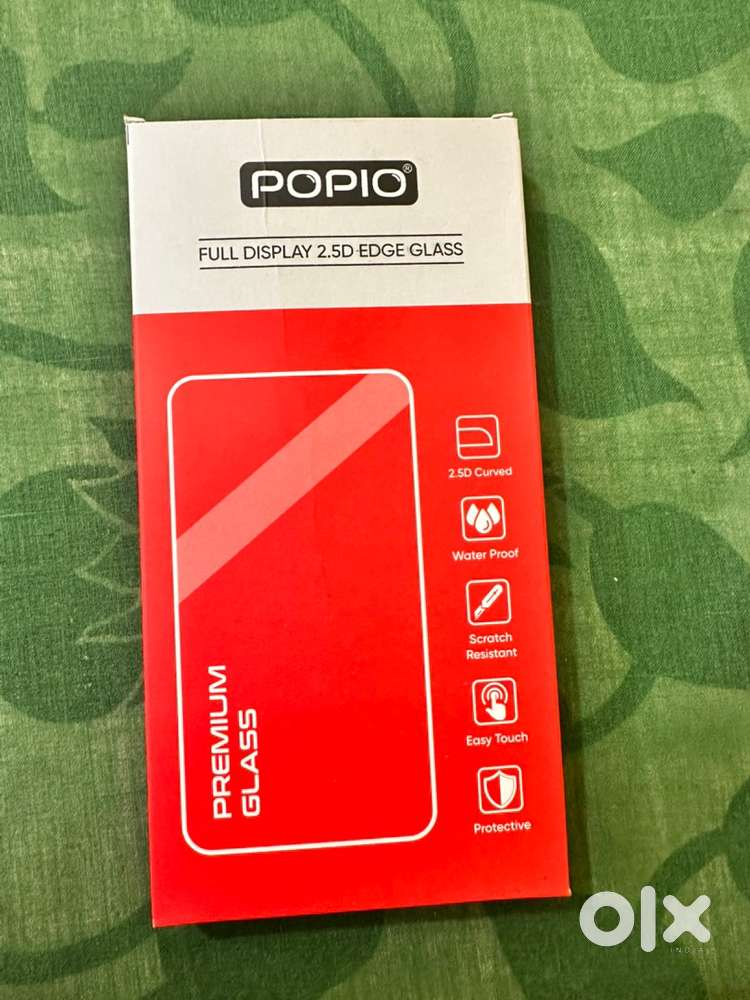 POPIO®
FULL DISPLAY 2.5D EDGE GLASS
2.5D Curved
Water Proof
Scratch
Resistant
Easy Touch
Protective
PREMIUM
GLASS
olx
INDIA